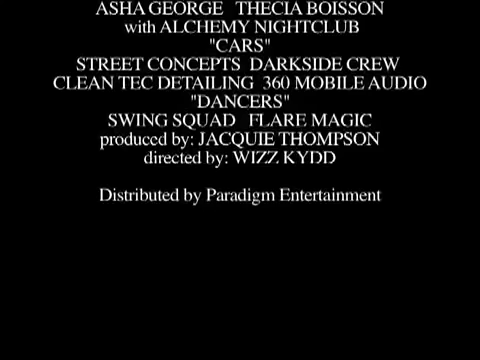 ASHA GEORGE THECIA BOISSON
with ALCHEMY NIGHTCLUB
"CARS"
STREET CONCEPTS DARKSIDE CREW
CLEAN TEC DETAILING 360 MOBILE AUDIO
"DANCERS"
SWING SQUAD FLARE MAGIC
produced by: JACQUIE THOMPSON
directed by: WIZZ KYDD
Distributed by Paradigm Entertainment